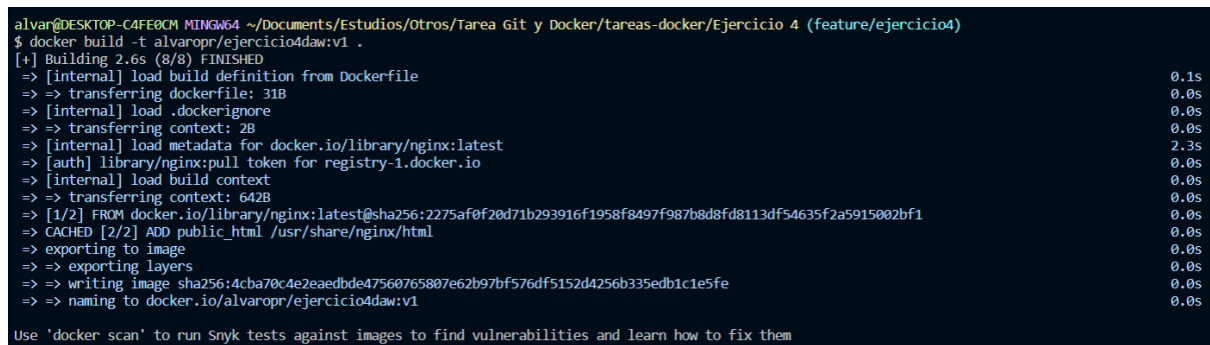 alvar@DESKTOP-C4FE0CM MINGW64 ~/Documents/Estudios/Otros/Tarea Git y Docker/tareas-docker/Ejercicio 4 (feature/ejercicio4)
$ docker build -t alvaropr/ejercicio4daw:v1 .
[+] Building 2.6s (8/8) FINISHED
=> [internal] load build definition from Dockerfile 0.1s
=> => transferring dockerfile: 31B 0.0s
=> [internal] load .dockerignore 0.0s
=> => transferring context: 2B 0.0s
=> [internal] load metadata for docker.io/library/nginx:latest 2.3s
=> [auth] library/nginx:pull token for registry-1.docker.io 0.0s
=> [internal] load build context 0.0s
=> => transferring context: 642B 0.0s
=> [1/2] FROM docker.io/library/nginx:latest@sha256:2275af0f20d71b293916f1958f8497f987b8d8fd8113df54635f2a5915002bf1 0.0s
=> CACHED [2/2] ADD public_html /usr/share/nginx/html 0.0s
=> exporting to image 0.0s
=> => exporting layers 0.0s
=> => writing image sha256:4cba70c4e2eaedbde47560765807e62b97bf576df5152d4256b335edb1c1e5fe 0.0s
=> => naming to docker.io/alvaropr/ejercicio4daw:v1 0.0s
Use 'docker scan' to run Snyk tests against images to find vulnerabilities and learn how to fix them